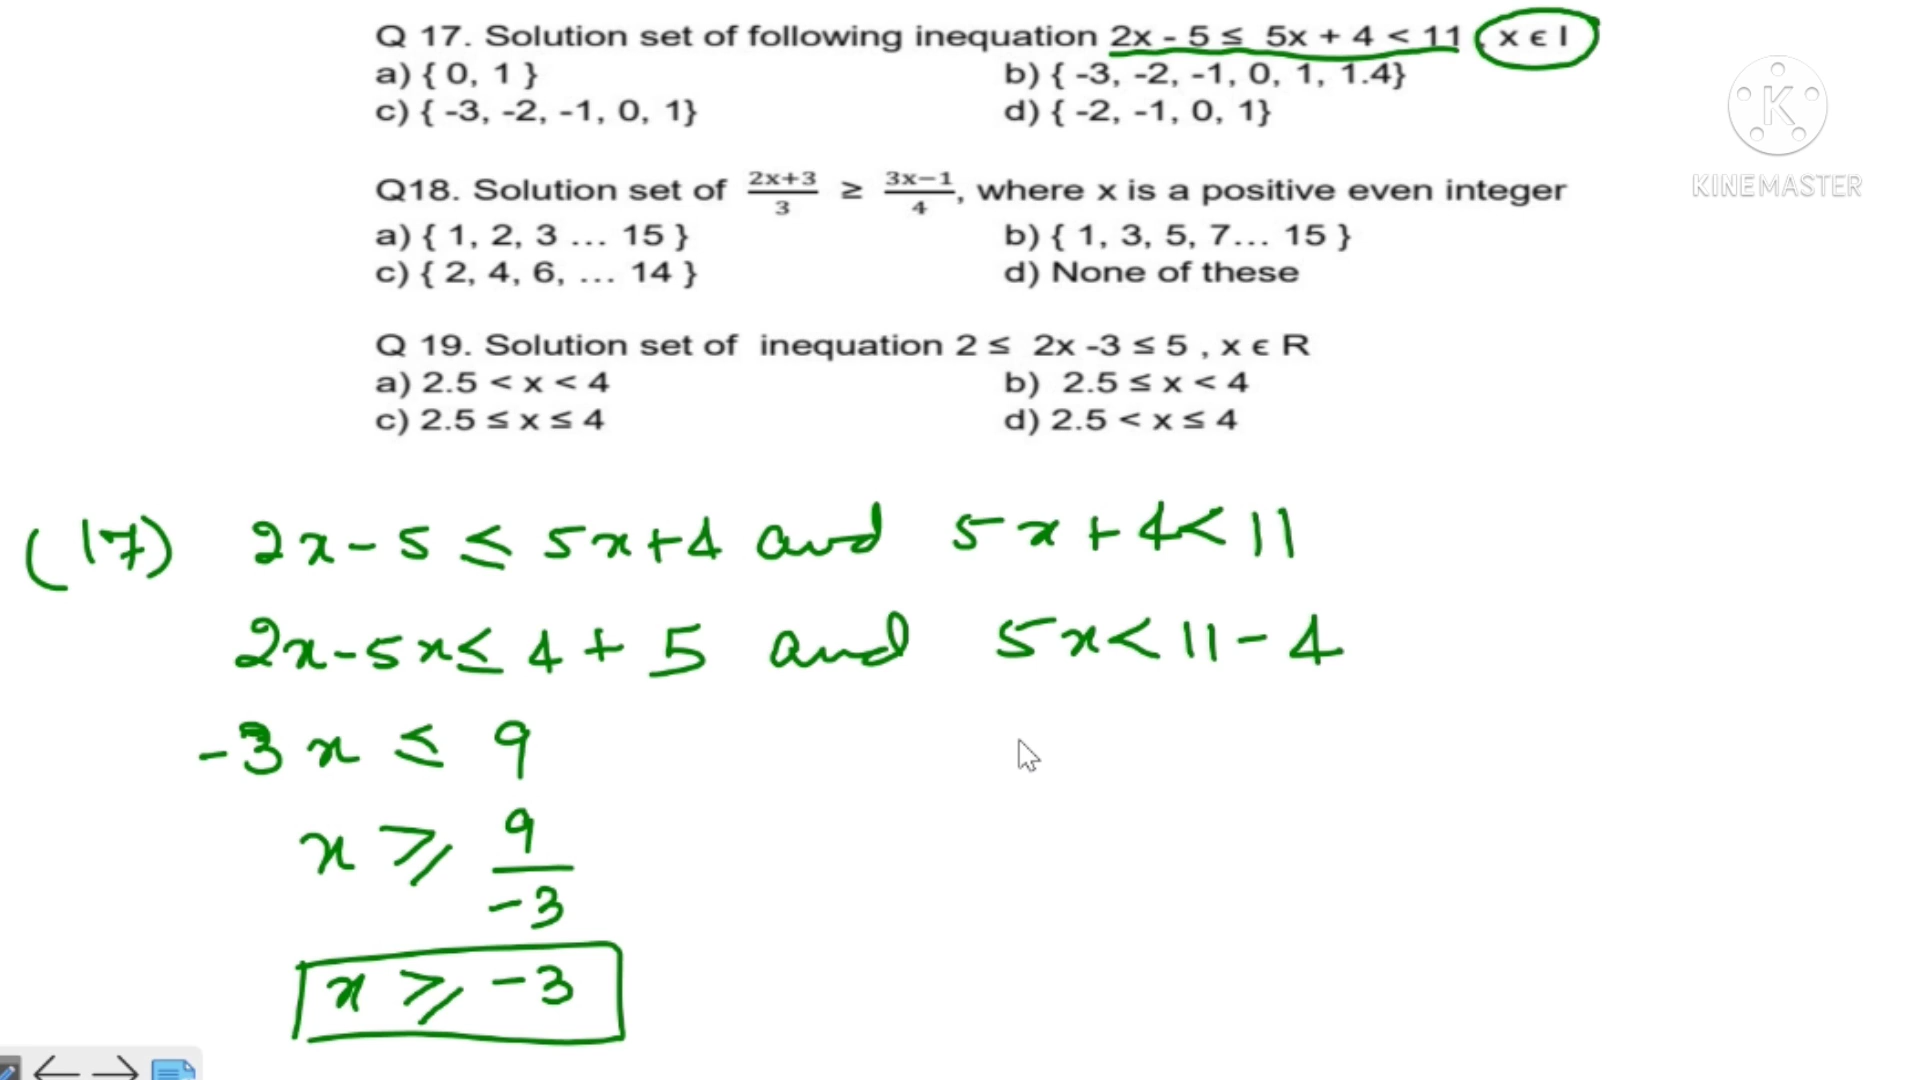 Q 17. Solution set of following inequation 2x - 5 ≤ 5x + 4 < 11, x ϵ I
a) { 0, 1 } b) { -3, -2, -1, 0, 1, 1.4}
c) { -3, -2, -1, 0, 1} d) { -2, -1, 0, 1}
Q18. Solution set of (2x+3)/3 ≥ (3x−1)/4, where x is a positive even integer
a) { 1, 2, 3 ... 15 } b) { 1, 3, 5, 7... 15 }
c) { 2, 4, 6, ... 14 } d) None of these
Q 19. Solution set of inequation 2 ≤ 2x -3 ≤ 5 , x ϵ R
a) 2.5 < x < 4 b) 2.5 ≤ x < 4
c) 2.5 ≤ x ≤ 4 d) 2.5 < x ≤ 4
K
KINEMASTER
(17) 2x - 5 ≤ 5x + 4 and 5x + 4 < 11
2x - 5x ≤ 4 + 5 and 5x < 11 - 4
-3x ≤ 9
x ≥ 9/-3
x ≥ -3